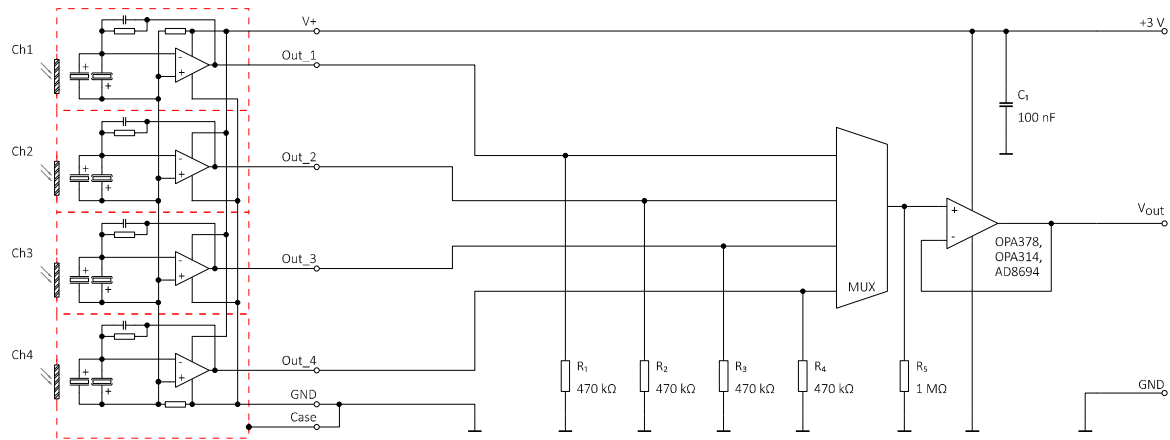 V+
+3 V
Ch1
Out_1
C₁
100 nF
Ch2
Out_2
Vout
Ch3
Out_3
OPA378,
OPA314,
AD8694
MUX
Ch4
Out_4
R₁
470 kΩ
R₂
470 kΩ
R₃
470 kΩ
R₄
470 kΩ
R₅
1 MΩ
GND
GND
Case
+
+
-
+
+
+
-
+
+
+
-
+
+
+
-
+
+
-